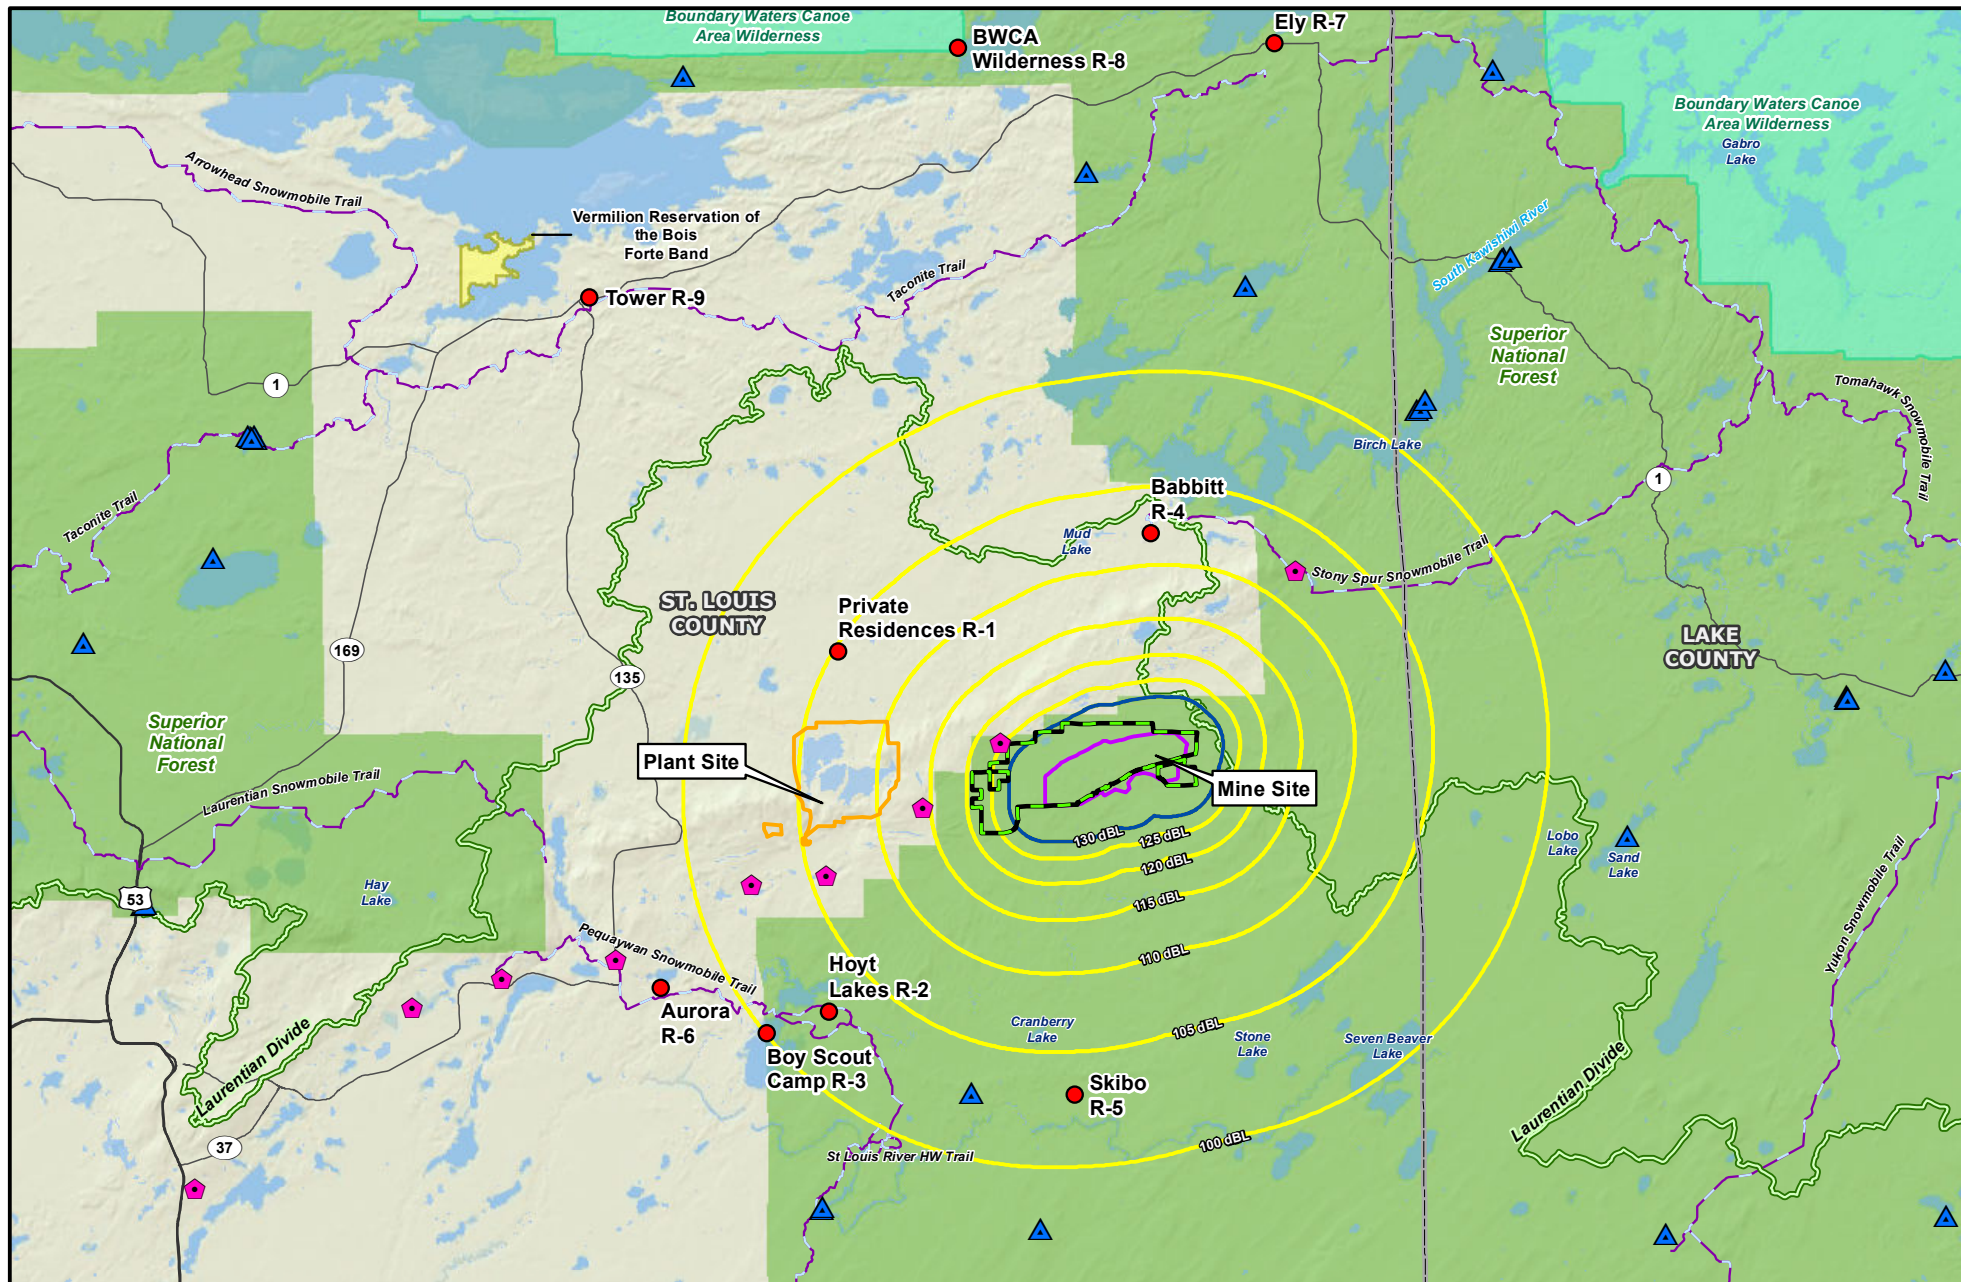 Boundary Waters Canoe
Area Wilderness
BWCA
Wilderness R-8
Ely R-7
Boundary Waters Canoe
Area Wilderness
Gabro
Lake
Arrowhead Snowmobile Trail
Vermilion Reservation of
the Bois
Forte Band
South Kawishiwi River
Taconite Trail
Tower R-9
Superior
National
Forest
1
Tomahawk Snowmobile Trail
Birch Lake
1
Taconite Trail
Babbitt
R-4
Mud
Lake
Stony Spur Snowmobile Trail
ST. LOUIS
COUNTY
Private
Residences R-1
LAKE
COUNTY
169
135
Superior
National
Forest
Plant Site
Mine Site
Laurentian Snowmobile Trail
130 dBL
125 dBL
120 dBL
115 dBL
110 dBL
105 dBL
100 dBL
Lobo
Lake
Sand
Lake
Yukon Snowmobile Trail
Hay
Lake
53
Pequaywan Snowmobile Trail
Hoyt
Lakes R-2
Aurora
R-6
Boy Scout
Camp R-3
Cranberry
Lake
Stone
Lake
Seven Beaver
Lake
Skibo
R-5
Laurentian Divide
Laurentian Divide
37
St Louis River HW Trail